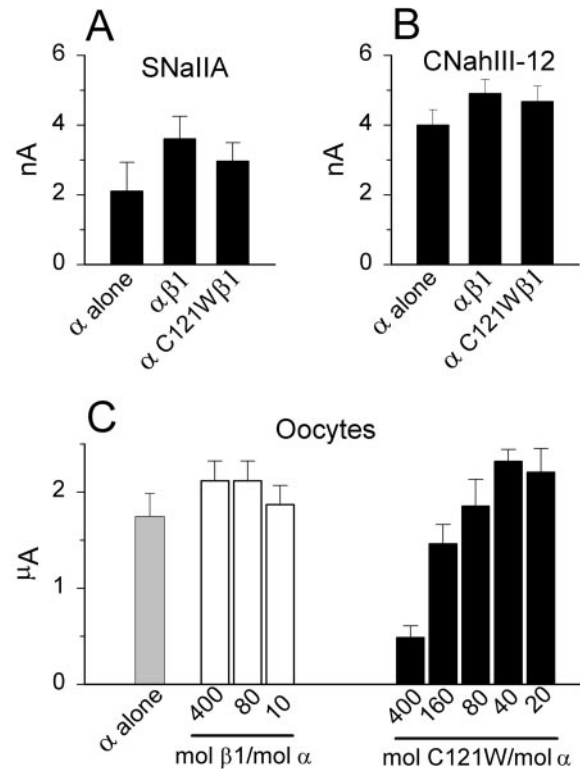 A
SNaIIA
6
4
2
0
nA
α alone
αβ1
α C121Wβ1
B
CNahIII-12
6
4
2
0
nA
α alone
αβ1
α C121Wβ1
C
Oocytes
2
1
0
μA
α alone
400
80
10
mol β1/mol α
400
160
80
40
20
mol C121W/mol α